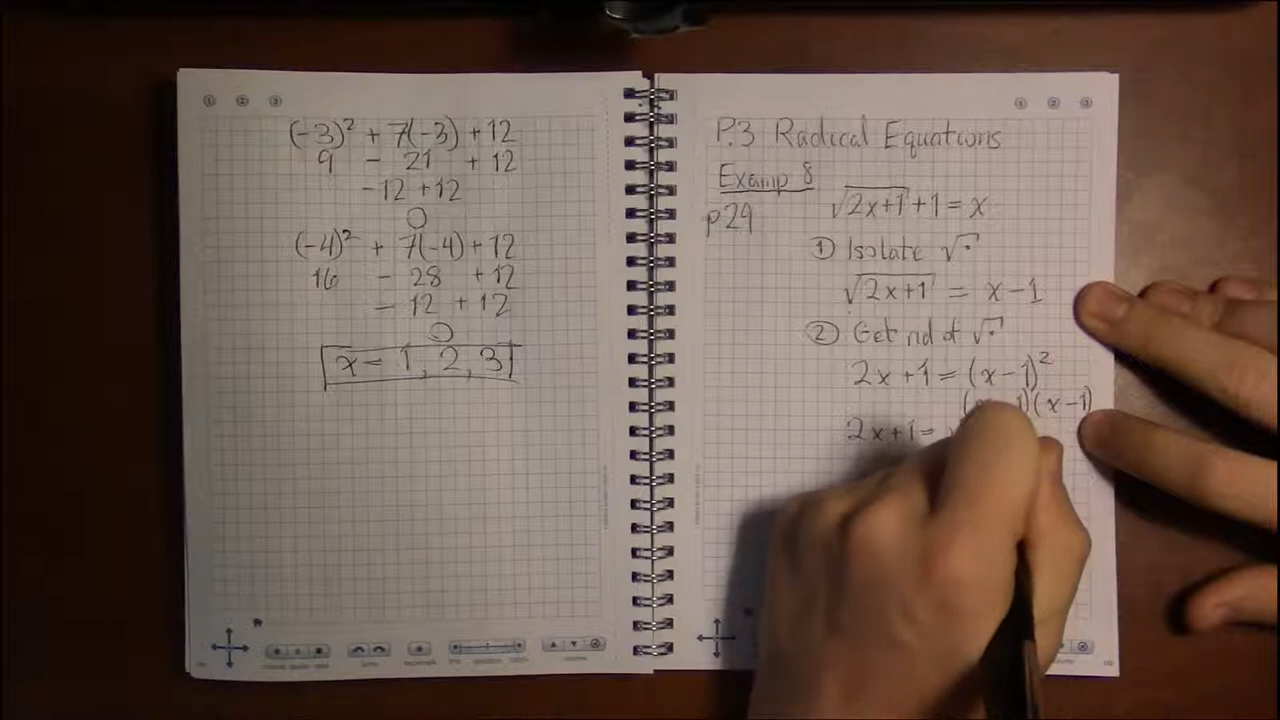 (-3)² + 7(-3) + 12
9 - 21 + 12
-12 + 12
0
(-4)² + 7(-4) + 12
16 - 28 + 12
- 12 + 12
0
x = 1, 2, 3
P.3 Radical Equations
Examp 8
p29
√2x+1 + 1 = x
① Isolate √·
√2x+1 = x-1
② Get rid of √·
2x+1 = (x-1)²
1)(x-1)
2x+1 =